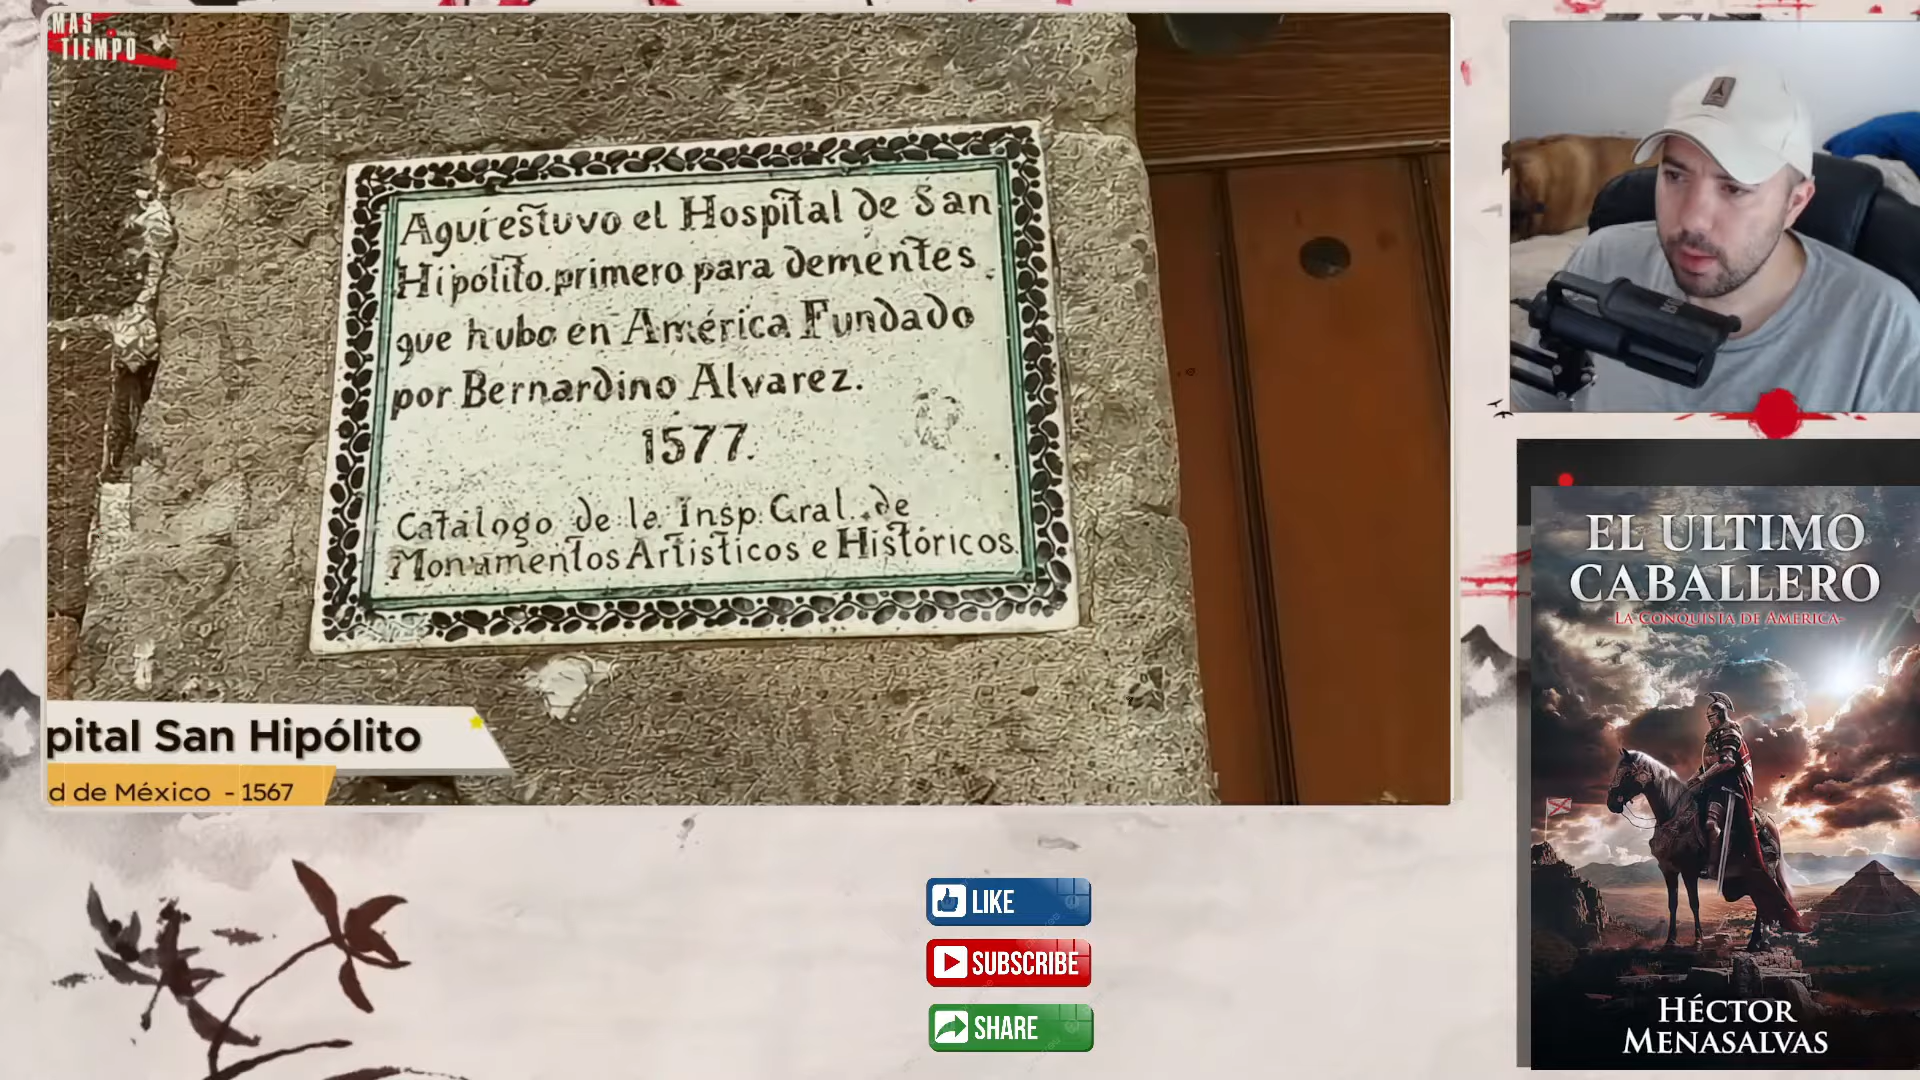 MAS
TIEMPO
Aqui estuvo el Hospital de San
Hipólito primero para dementes
que hubo en América Fundado
por Bernardino Alvarez.
1577.
Catálogo de la Insp. Gral. de
Monumentos Artísticos e Históricos.
pital San Hipólito
d de México - 1567
LIKE
SUBSCRIBE
SHARE
EL ULTIMO
CABALLERO
LA CONQUISTA DE AMERICA
HÉCTOR
MENASALVAS